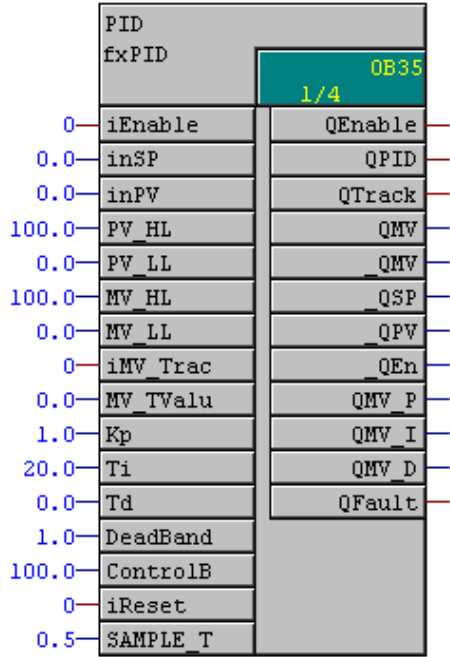 PID
fxPID
OB35
1/4
0 iEnable QEnable
0.0 inSP QPID
0.0 inPV QTrack
100.0 PV_HL QMV
0.0 PV_LL _QMV
100.0 MV_HL _QSP
0.0 MV_LL _QPV
0 iMV_Trac _QEn
0.0 MV_TValu QMV_P
1.0 Kp QMV_I
20.0 Ti QMV_D
0.0 Td QFault
1.0 DeadBand
100.0 ControlB
0 iReset
0.5 SAMPLE_T